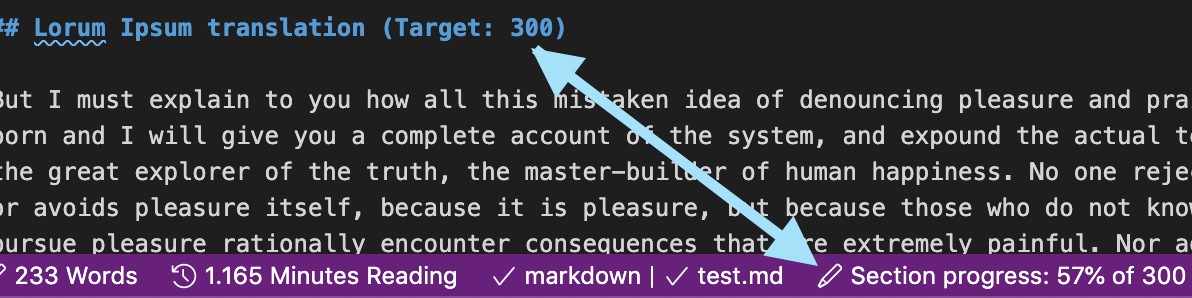 ## Lorum Ipsum translation (Target: 300)
But I must explain to you how all this mistaken idea of denouncing pleasure and pra
born and I will give you a complete account of the system, and expound the actual te
the great explorer of the truth, the master-builder of human happiness. No one reje
or avoids pleasure itself, because it is pleasure, but because those who do not know
pursue pleasure rationally encounter consequences that are extremely painful. Nor ag
233 Words 1.165 Minutes Reading markdown | test.md Section progress: 57% of 300